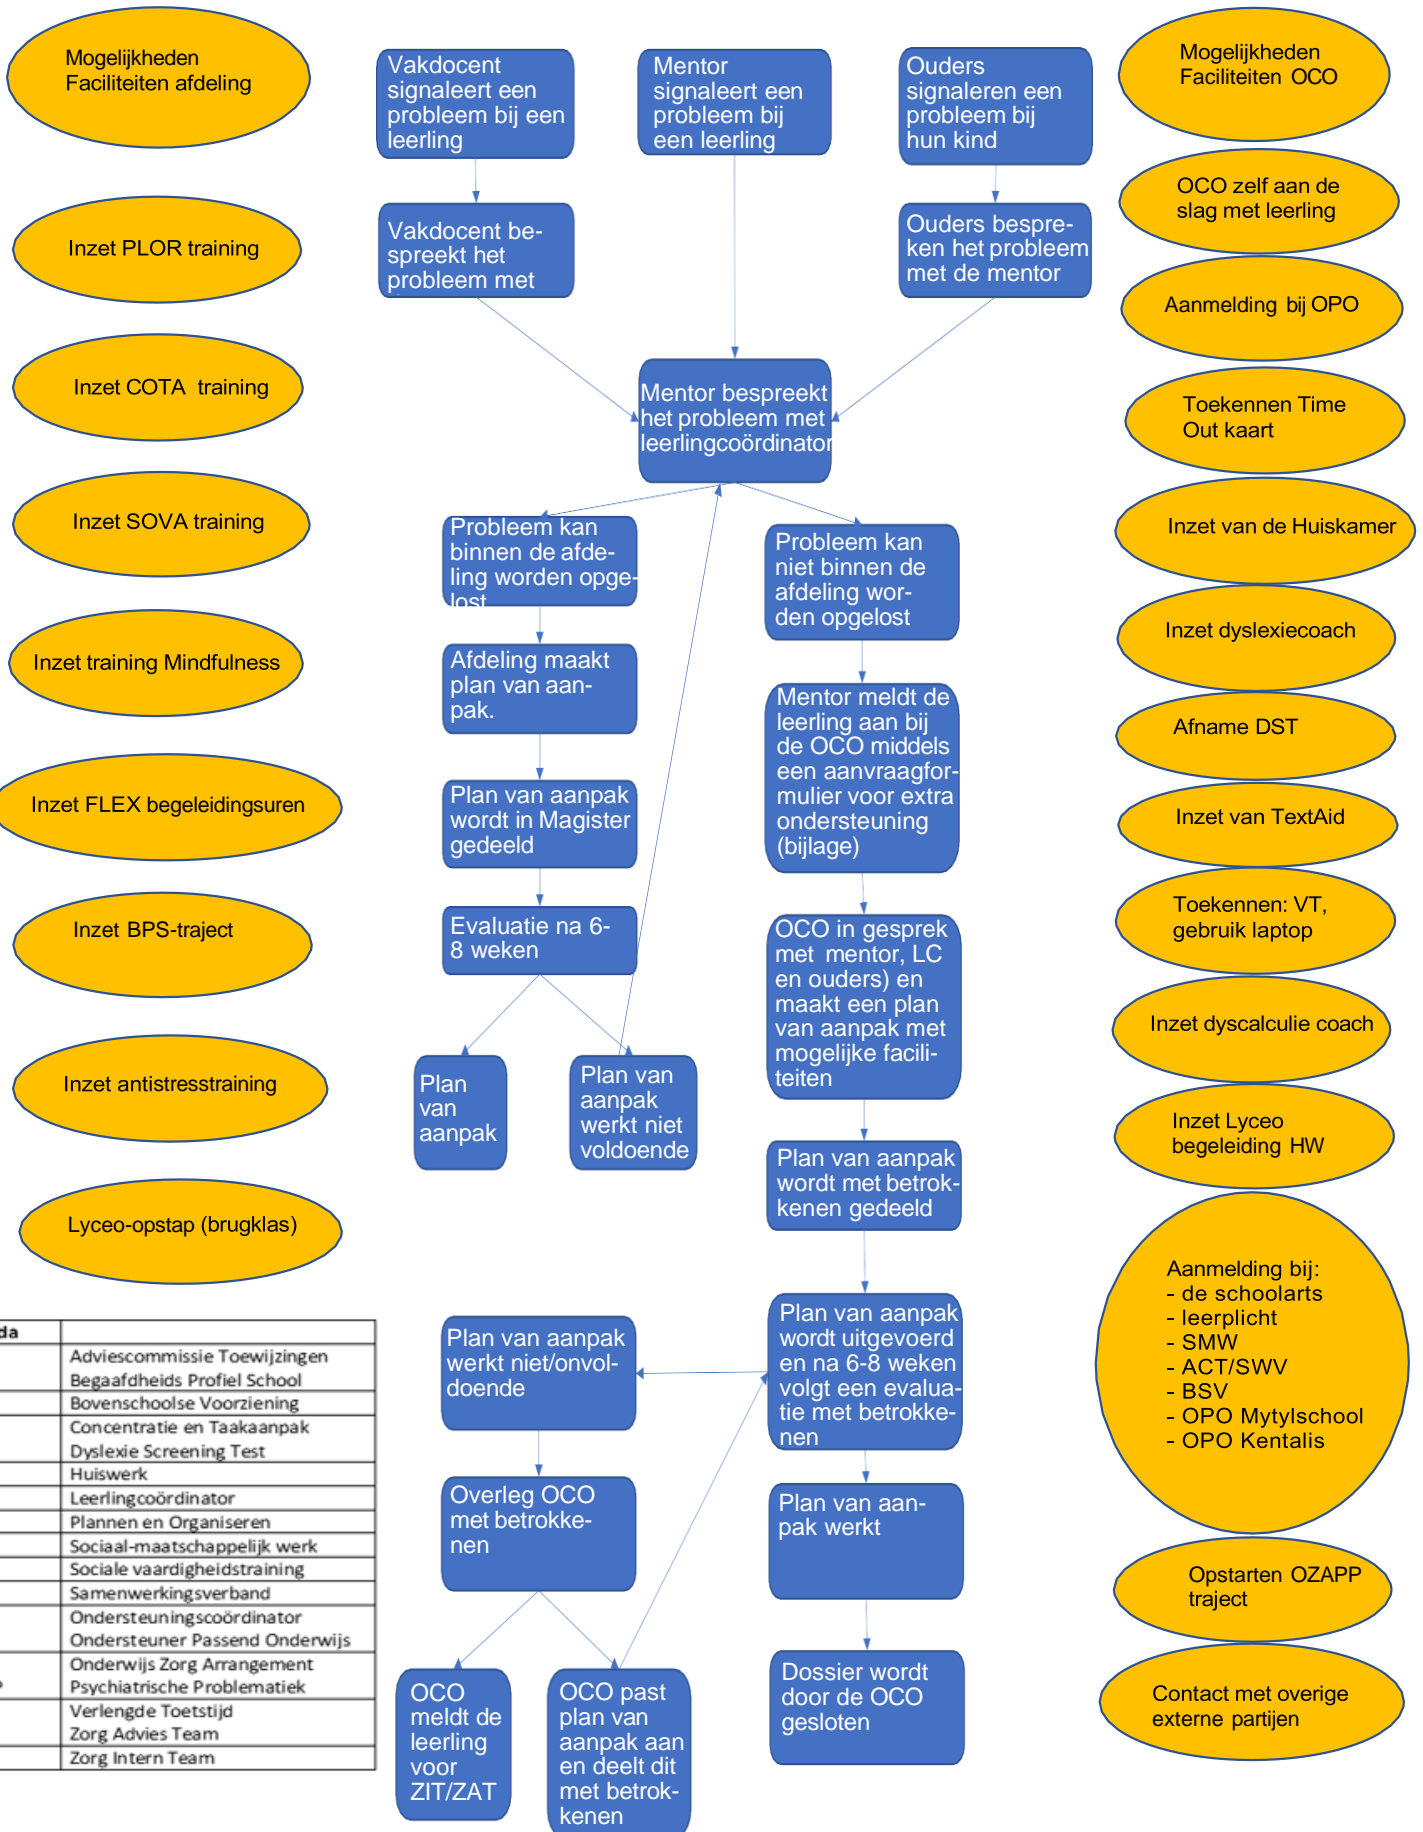 Mogelijkheden
Faciliteiten afdeling
Inzet PLOR training
Inzet COTA training
Inzet SOVA training
Inzet training Mindfulness
Inzet FLEX begeleidingsuren
Inzet BPS-traject
Inzet antistresstraining
Lyceo-opstap (brugklas)
Vakdocent
signaleert een
probleem bij een
leerling
Mentor
signaleert een
probleem bij
een leerling
Ouders
signaleren een
probleem bij
hun kind
Vakdocent be-
spreekt het
probleem met
Ouders bespre-
ken het probleem
met de mentor
Mentor bespreekt
het probleem met
leerlingcoördinator
Probleem kan
binnen de afde-
ling worden opge-
lost
Afdeling maakt
plan van aan-
pak.
Plan van aanpak
wordt in Magister
gedeeld
Evaluatie na 6-
8 weken
Plan
van
aanpak
Plan van
aanpak
werkt niet
voldoende
Probleem kan
niet binnen de
afdeling wor-
den opgelost
Mentor meldt de
leerling aan bij
de OCO middels
een aanvraagfor-
mulier voor extra
ondersteuning
(bijlage)
OCO in gesprek
met mentor, LC
en ouders) en
maakt een plan
van aanpak met
mogelijke facili-
teiten
Plan van aanpak
wordt met betrok-
kenen gedeeld
Plan van aanpak
wordt uitgevoerd
en na 6-8 weken
volgt een evalua-
tie met betrokke-
nen
Plan van aanpak
werkt niet/onvol-
doende
Overleg OCO
met betrokke-
nen
OCO
meldt de
leerling
voor
ZIT/ZAT
OCO past
plan van
aanpak aan
en deelt dit
met betrok-
kenen
Plan van aan-
pak werkt
Dossier wordt
door de OCO
gesloten
Mogelijkheden
Faciliteiten OCO
OCO zelf aan de
slag met leerling
Aanmelding bij OPO
Toekennen Time
Out kaart
Inzet van de Huiskamer
Inzet dyslexiecoach
Afname DST
Inzet van TextAid
Toekennen: VT,
gebruik laptop
Inzet dyscalculie coach
Inzet Lyceo
begeleiding HW
Aanmelding bij:
- de schoolarts
- leerplicht
- SMW
- ACT/SWV
- BSV
- OPO Mytylschool
- OPO Kentalis
Opstarten OZAPP
traject
Contact met overige
externe partijen
da
Adviescommissie Toewijzingen
Begaafdheids Profiel School
Bovenschoolse Voorziening
Concentratie en Taakaanpak
Dyslexie Screening Test
Huiswerk
Leerlingcoördinator
Plannen en Organiseren
Sociaal-maatschappelijk werk
Sociale vaardigheidstraining
Samenwerkingsverband
Ondersteuningscoördinator
Ondersteuner Passend Onderwijs
Onderwijs Zorg Arrangement
Psychiatrische Problematiek
Verlengde Toetstijd
Zorg Advies Team
Zorg Intern Team